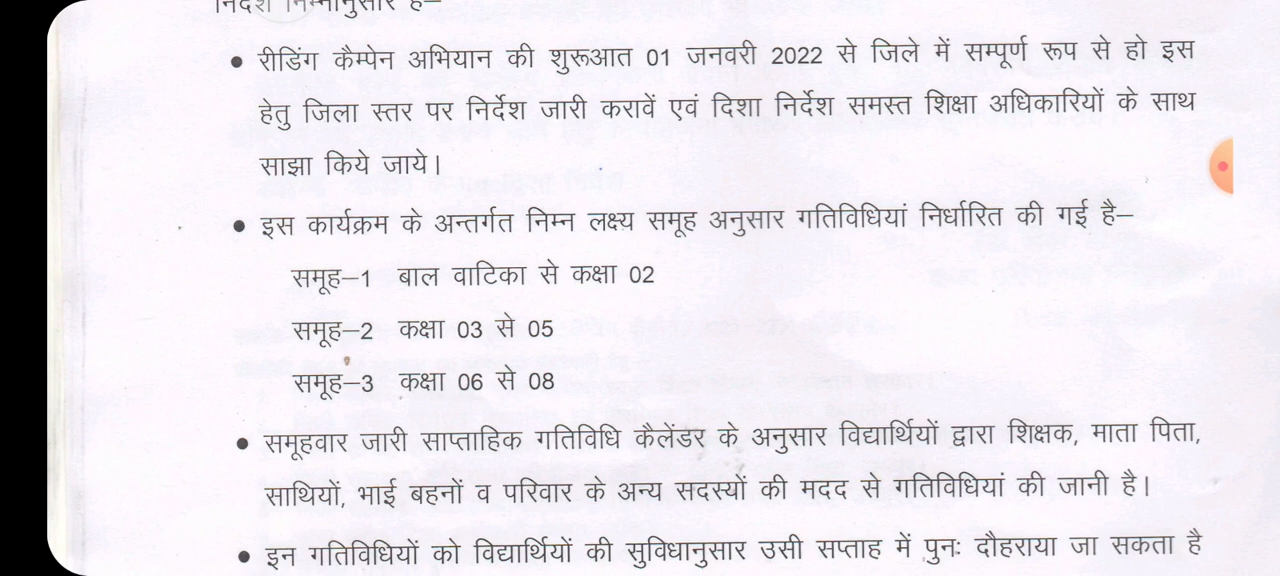 निर्देश निम्नानुसार है–
• रीडिंग कैम्पेन अभियान की शुरूआत 01 जनवरी 2022 से जिले में सम्पूर्ण रूप से हो इस
हेतु जिला स्तर पर निर्देश जारी करावें एवं दिशा निर्देश समस्त शिक्षा अधिकारियों के साथ
साझा किये जाये।
• इस कार्यक्रम के अन्तर्गत निम्न लक्ष्य समूह अनुसार गतिविधियां निर्धारित की गई है–
समूह–1 बाल वाटिका से कक्षा 02
समूह–2 कक्षा 03 से 05
समूह–3 कक्षा 06 से 08
• समूहवार जारी साप्ताहिक गतिविधि कैलेंडर के अनुसार विद्यार्थियों द्वारा शिक्षक, माता पिता,
साथियों, भाई बहनों व परिवार के अन्य सदस्यों की मदद से गतिविधियां की जानी है।
• इन गतिविधियों को विद्यार्थियों की सुविधानुसार उसी सप्ताह में पुनः दौहराया जा सकता है